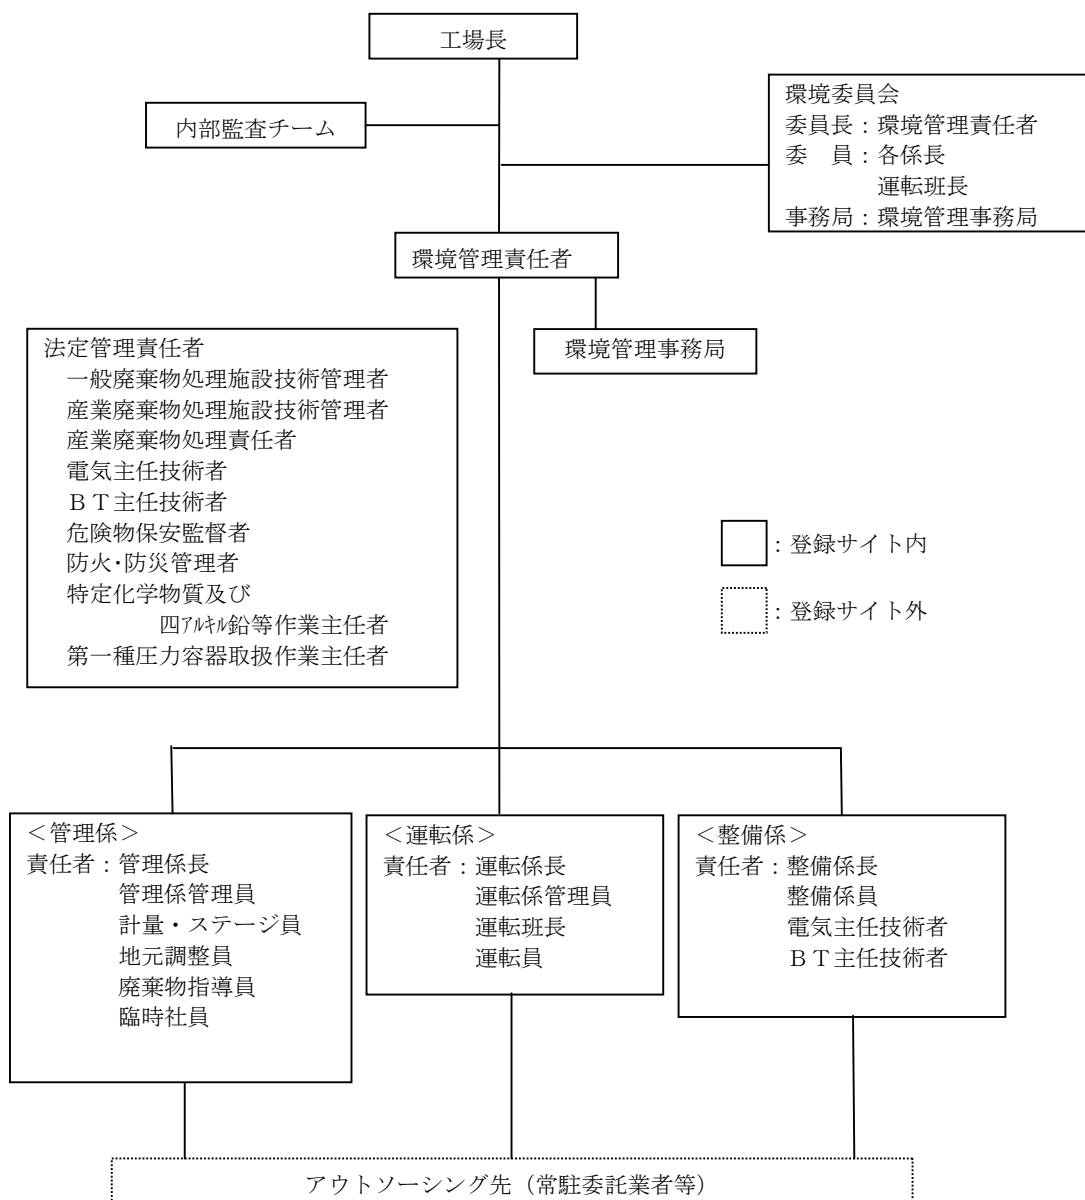 工場長
内部監査チーム
環境委員会
委員長：環境管理責任者
委　員：各係長
運転班長
事務局：環境管理事務局
環境管理責任者
環境管理事務局
法定管理責任者
一般廃棄物処理施設技術管理者
産業廃棄物処理施設技術管理者
産業廃棄物処理責任者
電気主任技術者
ＢＴ主任技術者
危険物保安監督者
防火･防災管理者
特定化学物質及び
四ｱﾙｷﾙ鉛等作業主任者
第一種圧力容器取扱作業主任者
：登録サイト内
：登録サイト外
＜管理係＞
責任者：管理係長
管理係管理員
計量・ステージ員
地元調整員
廃棄物指導員
臨時社員
＜運転係＞
責任者：運転係長
運転係管理員
運転班長
運転員
＜整備係＞
責任者：整備係長
整備係員
電気主任技術者
ＢＴ主任技術者
アウトソーシング先（常駐委託業者等）